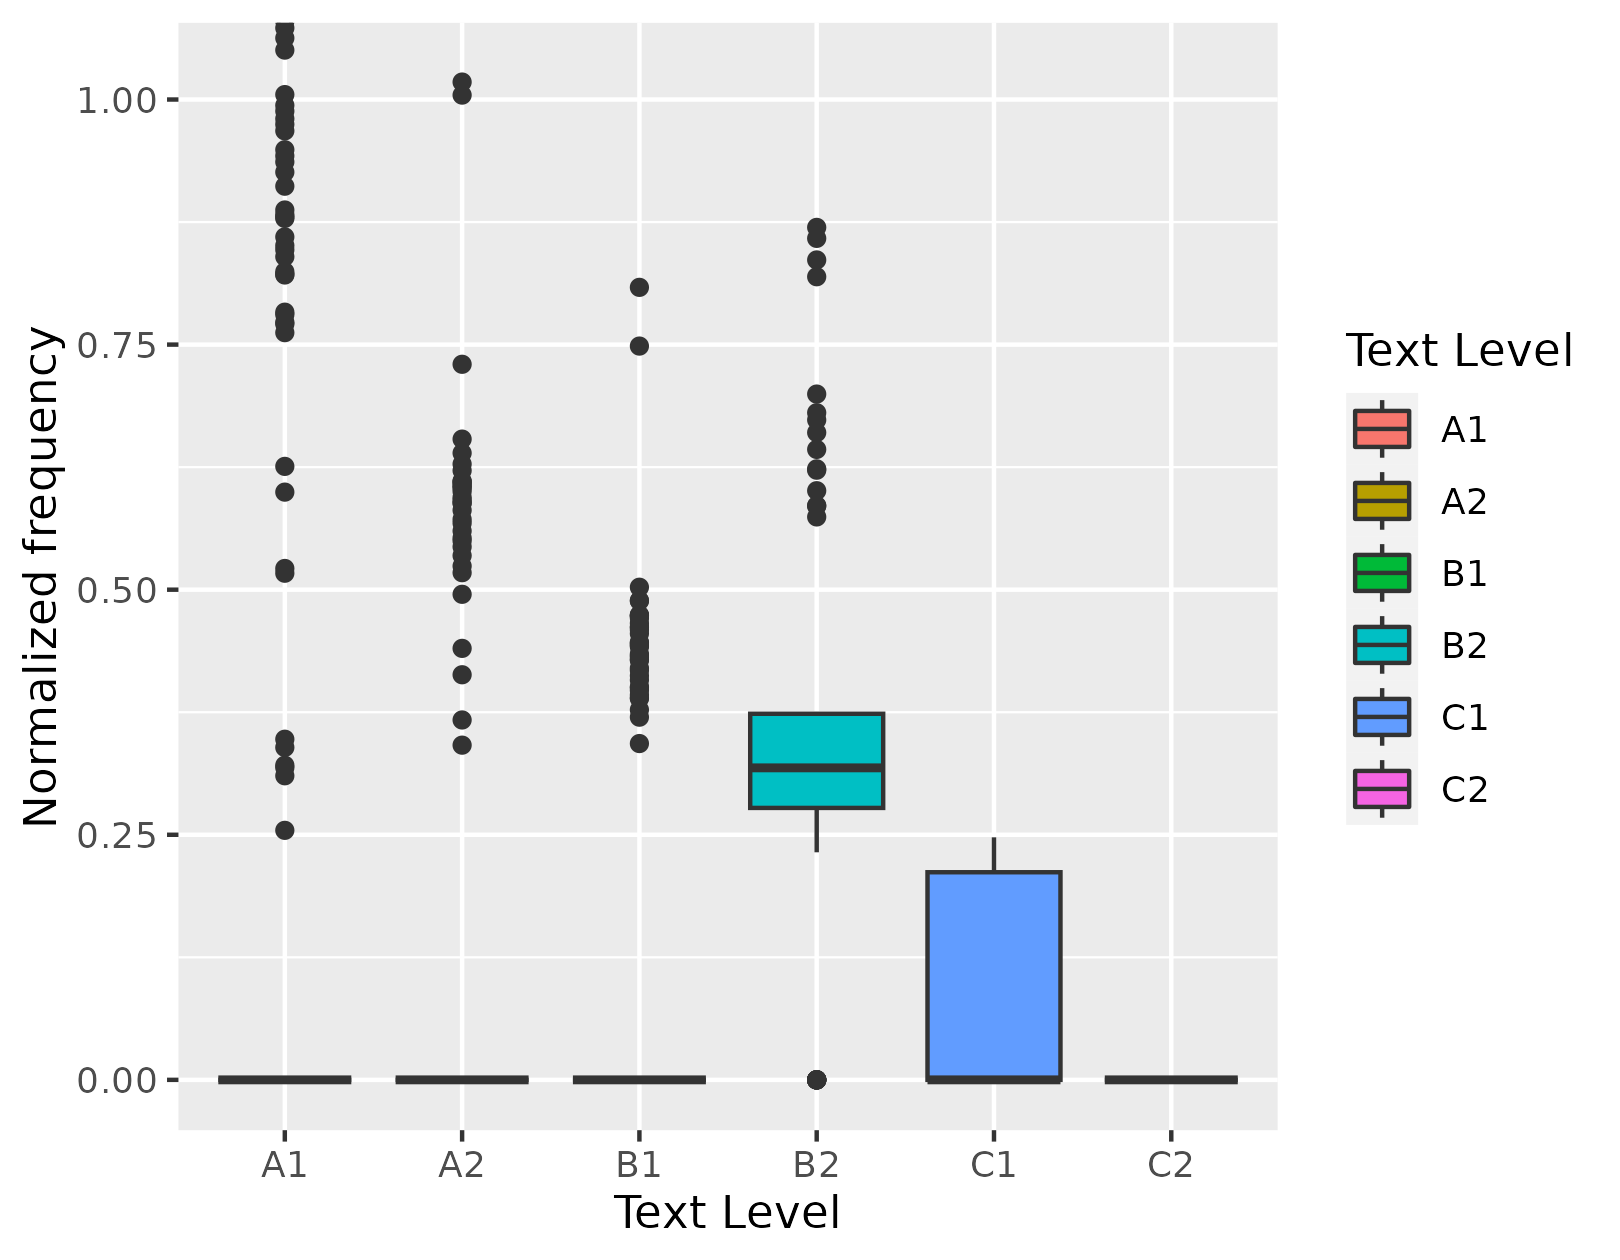 Normalized frequency
1.00
0.75
0.50
0.25
0.00
A1 A2 B1 B2 C1 C2
Text Level
Text Level
A1
A2
B1
B2
C1
C2